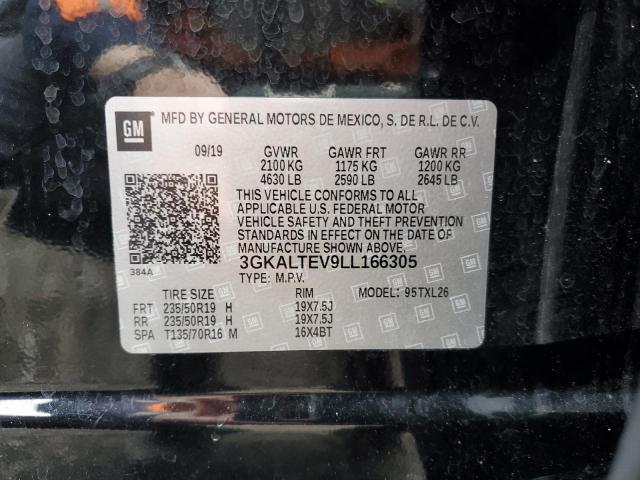 GM MFD BY GENERAL MOTORS DE MEXICO, S. DE R.L. DE C.V.
09/19 GVWR GAWR FRT GAWR RR
2100 KG 1175 KG 1200 KG
4630 LB 2590 LB 2645 LB
THIS VEHICLE CONFORMS TO ALL
APPLICABLE U.S. FEDERAL MOTOR
VEHICLE SAFETY AND THEFT PREVENTION
STANDARDS IN EFFECT ON THE DATE OF
MANUFACTURE SHOWN ABOVE.
384A
3GKALTEV9LL166305
TYPE: M.P.V.
TIRE SIZE RIM MODEL: 95TXL26
FRT 235/50R19 H 19X7.5J
RR 235/50R19 H 19X7.5J
SPA T135/70R16 M 16X4BT